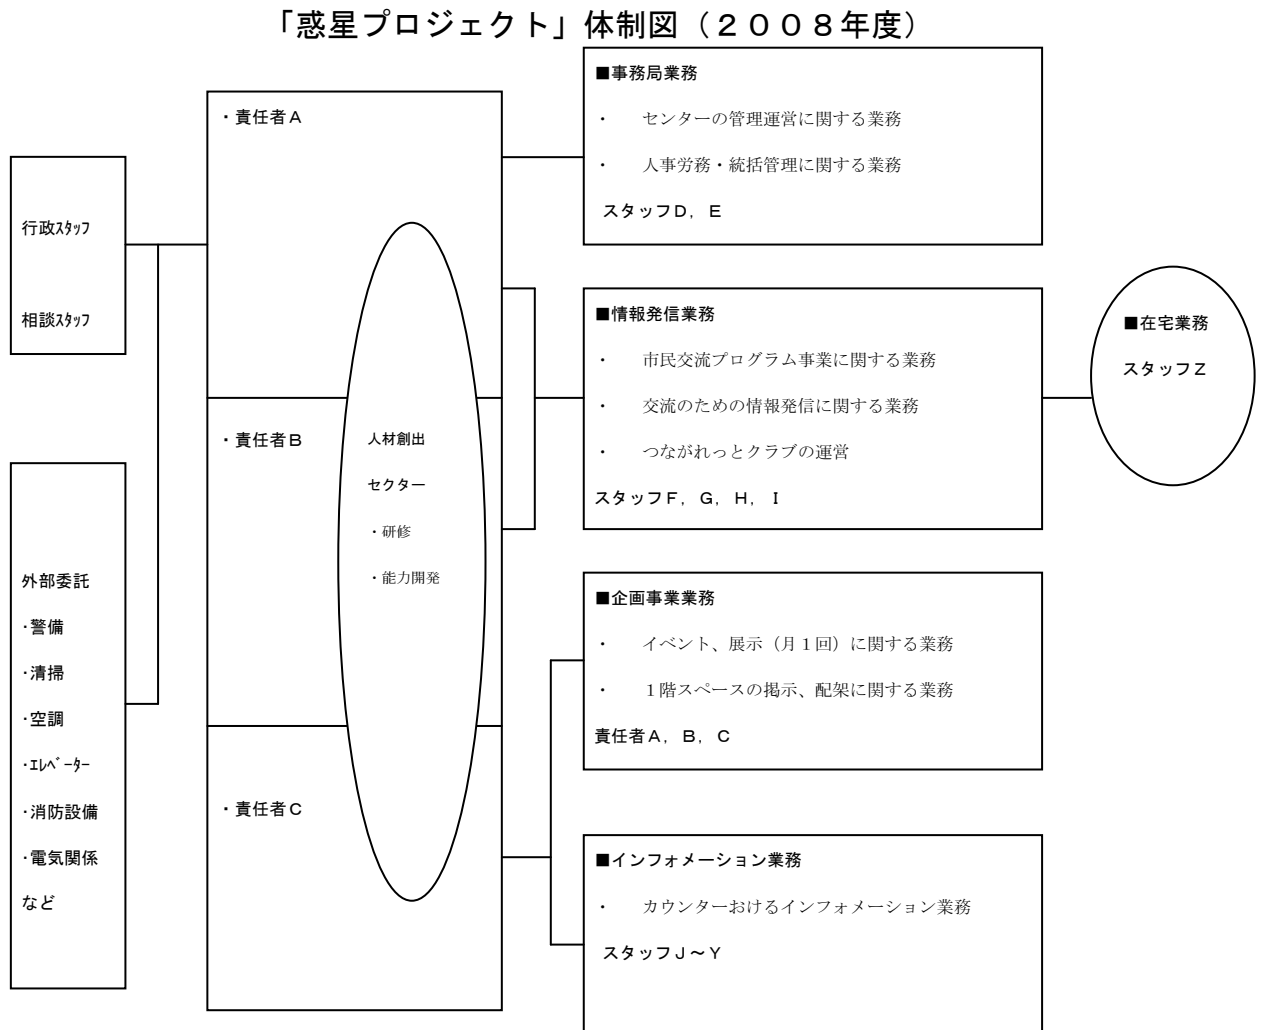 「惑星プロジェクト」体制図（２００８年度）
行政ｽﾀｯﾌ
相談ｽﾀｯﾌ
外部委託
・警備
・清掃
・空調
・ｴﾚﾍﾞｰﾀｰ
・消防設備
・電気関係
など
・責任者Ａ
・責任者Ｂ
・責任者Ｃ
人材創出
セクター
・研修
・能力開発
■事務局業務
・ センターの管理運営に関する業務
・ 人事労務・統括管理に関する業務
スタッフＤ，Ｅ
■情報発信業務
・ 市民交流プログラム事業に関する業務
・ 交流のための情報発信に関する業務
・ つながれっとクラブの運営
スタッフＦ，Ｇ，Ｈ，Ｉ
■在宅業務
スタッフＺ
■企画事業業務
・ イベント、展示（月１回）に関する業務
・ １階スペースの掲示、配架に関する業務
責任者Ａ，Ｂ，Ｃ
■インフォメーション業務
・ カウンターおけるインフォメーション業務
スタッフＪ～Ｙ